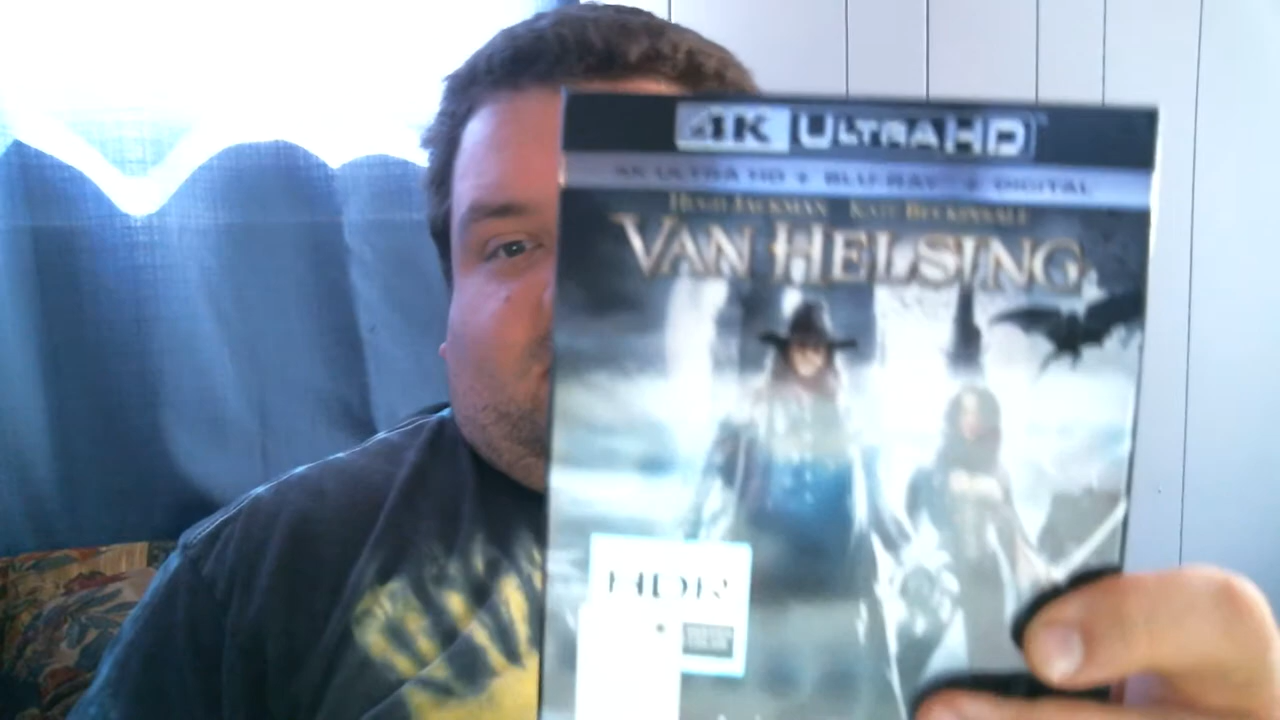 4K ULTRA HD
4K ULTRA HD + BLU-RAY + DIGITAL
HUGH JACKMAN KATE BECKINSALE
VAN HELSING
HDR